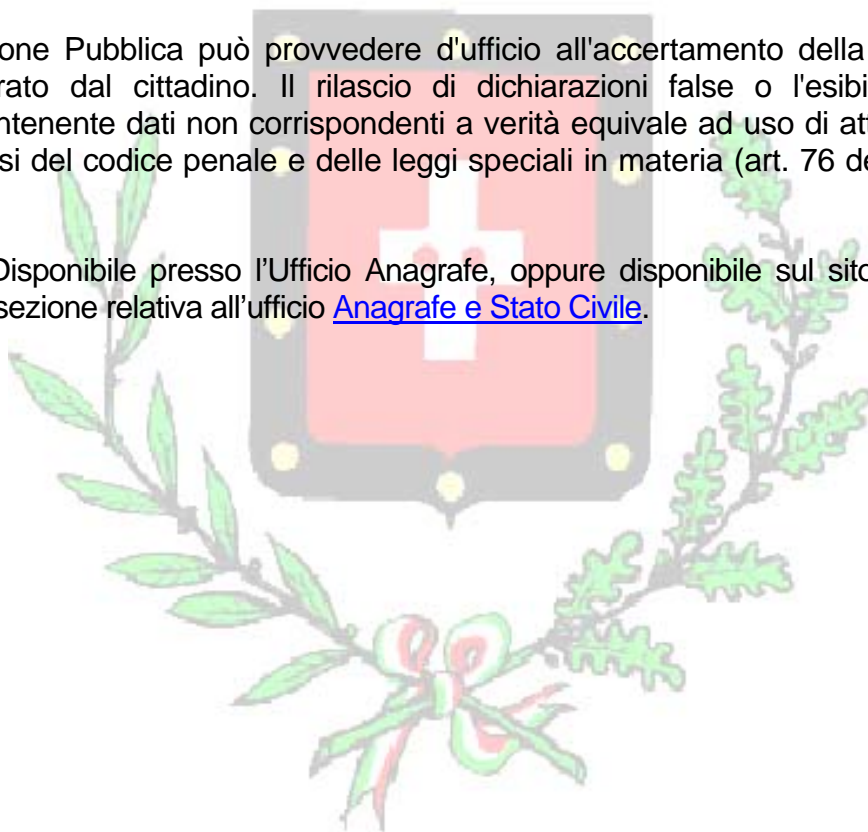 one Pubblica può provvedere d'ufficio all'accertamento della
rato dal cittadino. Il rilascio di dichiarazioni false o l'esibi
ntenente dati non corrispondenti a verità equivale ad uso di at
si del codice penale e delle leggi speciali in materia (art. 76 de
Disponibile presso l’Ufficio Anagrafe, oppure disponibile sul sito
sezione relativa all’ufficio Anagrafe e Stato Civile.